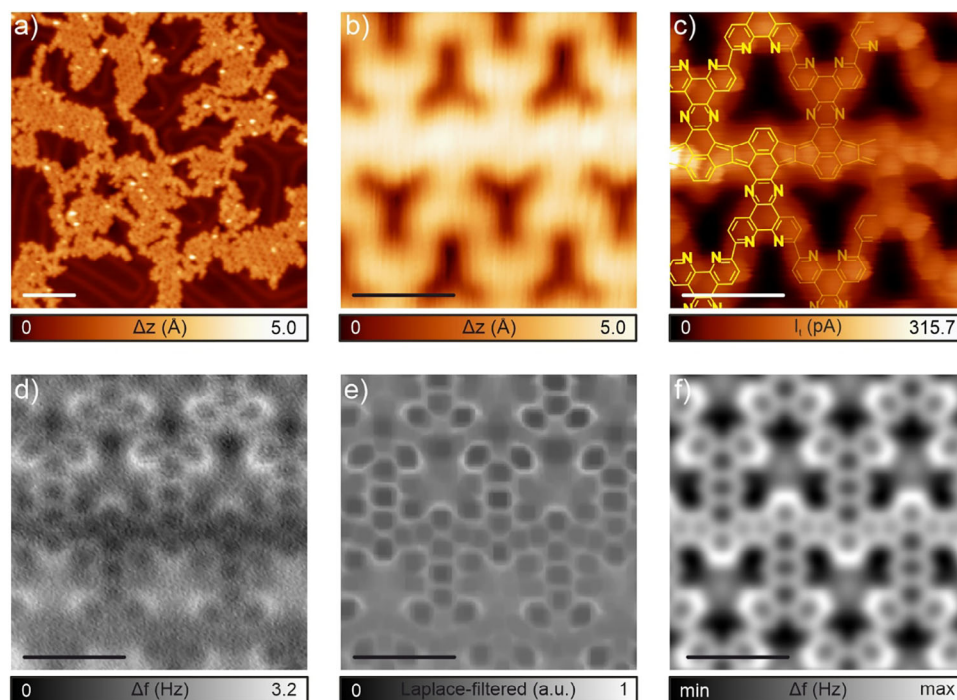 a)
b)
c)
N N
N N N N
N N N N
N N N N
N N N N
N N N N
0 Δz (Å) 5.0
0 Δz (Å) 5.0
0 Iₜ (pA) 315.7
d)
e)
f)
0 Δf (Hz) 3.2
0 Laplace-filtered (a.u.) 1
min Δf (Hz) max